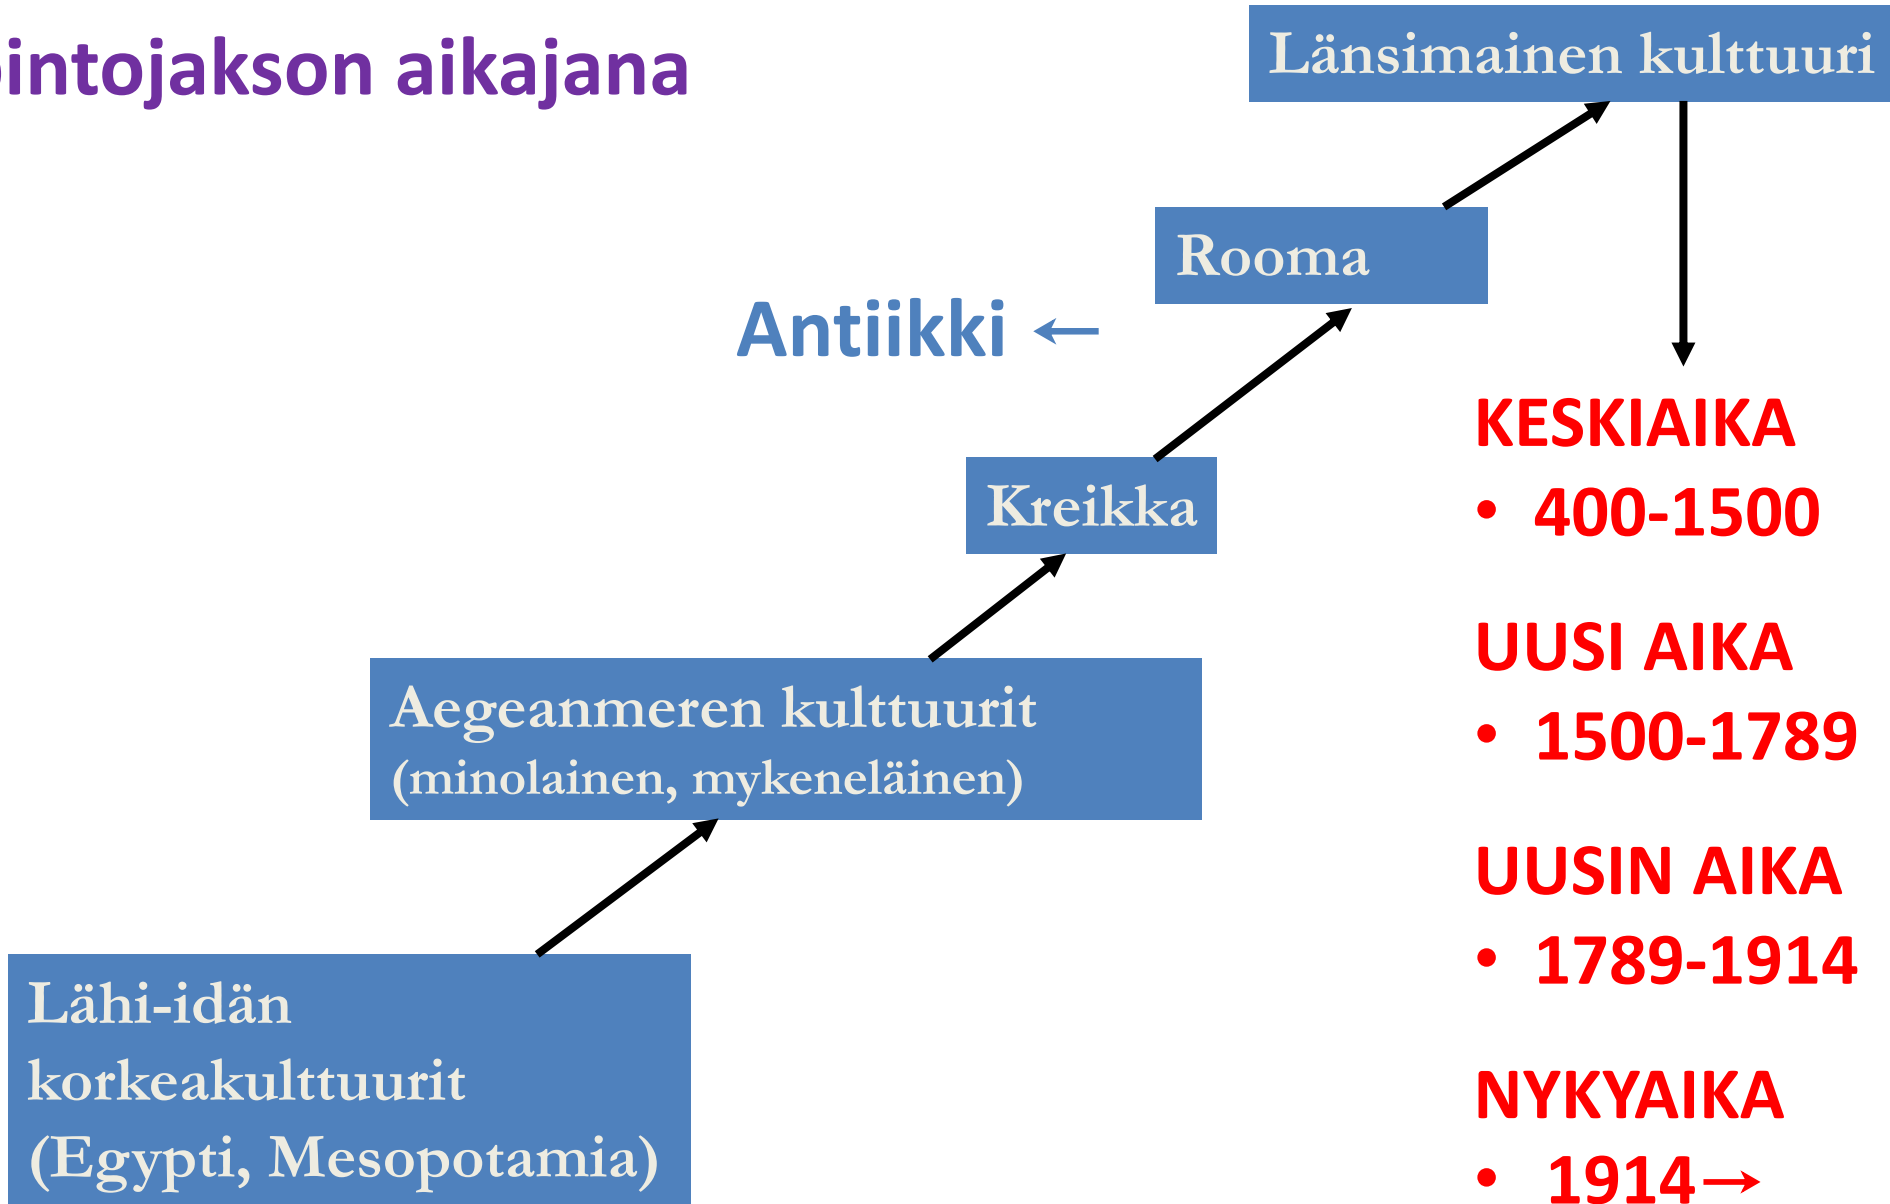 intojakson aikajana
Länsimainen kulttuuri
Rooma
Antiikki ←
Kreikka
Aegeanmeren kulttuurit
(minolainen, mykeneläinen)
Lähi-idän
korkeakulttuurit
(Egypti, Mesopotamia)
KESKIAIKA
• 400-1500
UUSI AIKA
• 1500-1789
UUSIN AIKA
• 1789-1914
NYKYAIKA
• 1914→